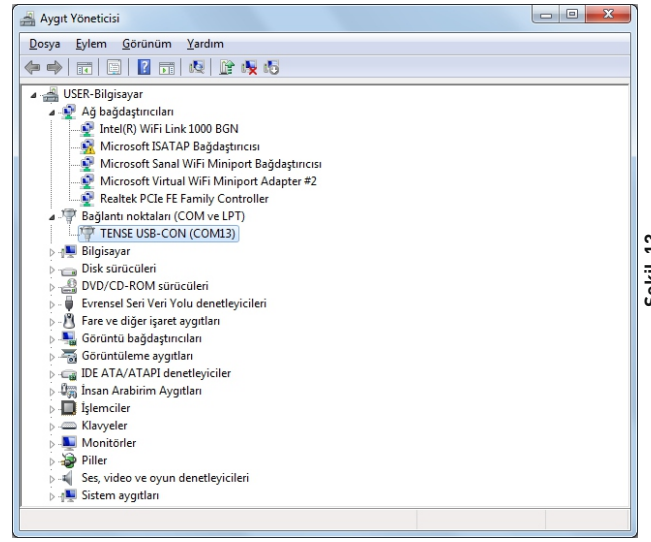 Aygıt Yöneticisi
Dosya Eylem Görünüm Yardım
USER-Bilgisayar
Ağ bağdaştırıcıları
Intel(R) WiFi Link 1000 BGN
Microsoft ISATAP Bağdaştırıcısı
Microsoft Sanal WiFi Miniport Bağdaştırıcısı
Microsoft Virtual WiFi Miniport Adapter #2
Realtek PCIe FE Family Controller
Bağlantı noktaları (COM ve LPT)
TENSE USB-CON (COM13)
Bilgisayar
Disk sürücüleri
DVD/CD-ROM sürücüleri
Evrensel Seri Veri Yolu denetleyicileri
Fare ve diğer işaret aygıtları
Görüntü bağdaştırıcıları
Görüntüleme aygıtları
IDE ATA/ATAPI denetleyiciler
İnsan Arabirim Aygıtları
İşlemciler
Klavyeler
Monitörler
Piller
Ses, video ve oyun denetleyicileri
Sistem aygıtları